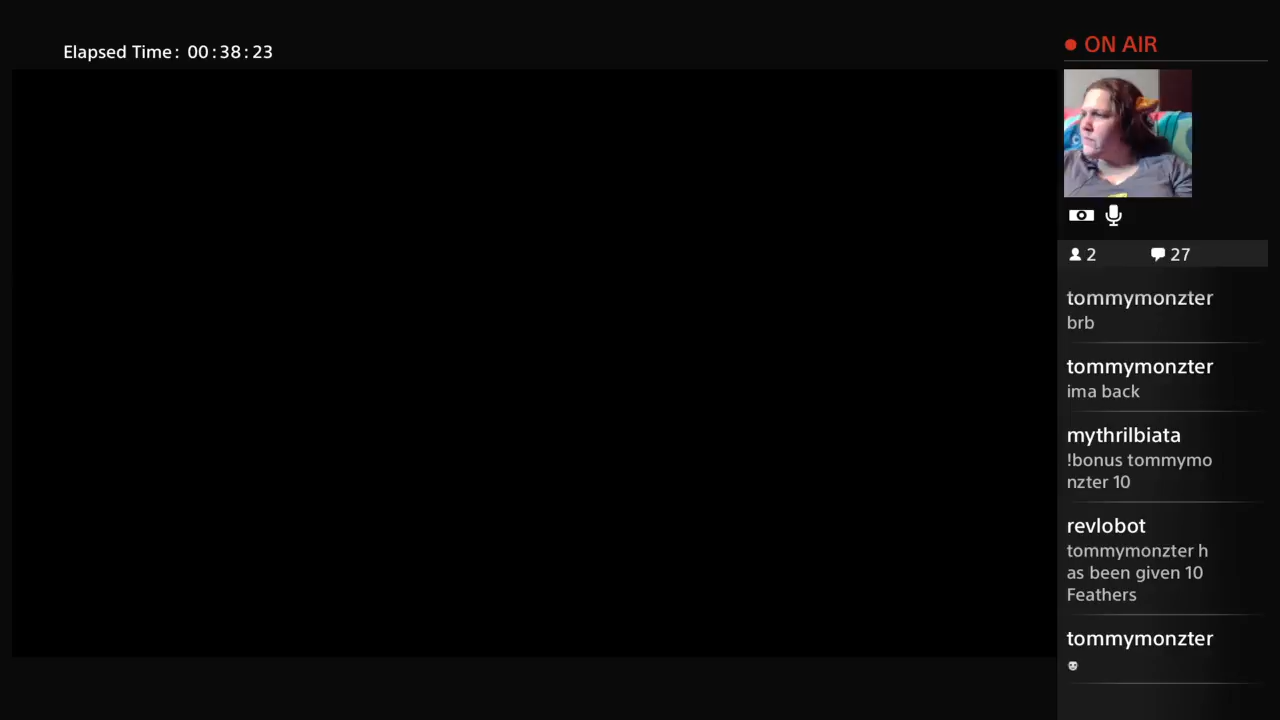 Elapsed Time: 00:38:23
ON AIR
2 27
tommymonzter
brb
tommymonzter
ima back
mythrilbiata
!bonus tommymo
nzter 10
revlobot
tommymonzter h
as been given 10
Feathers
tommymonzter